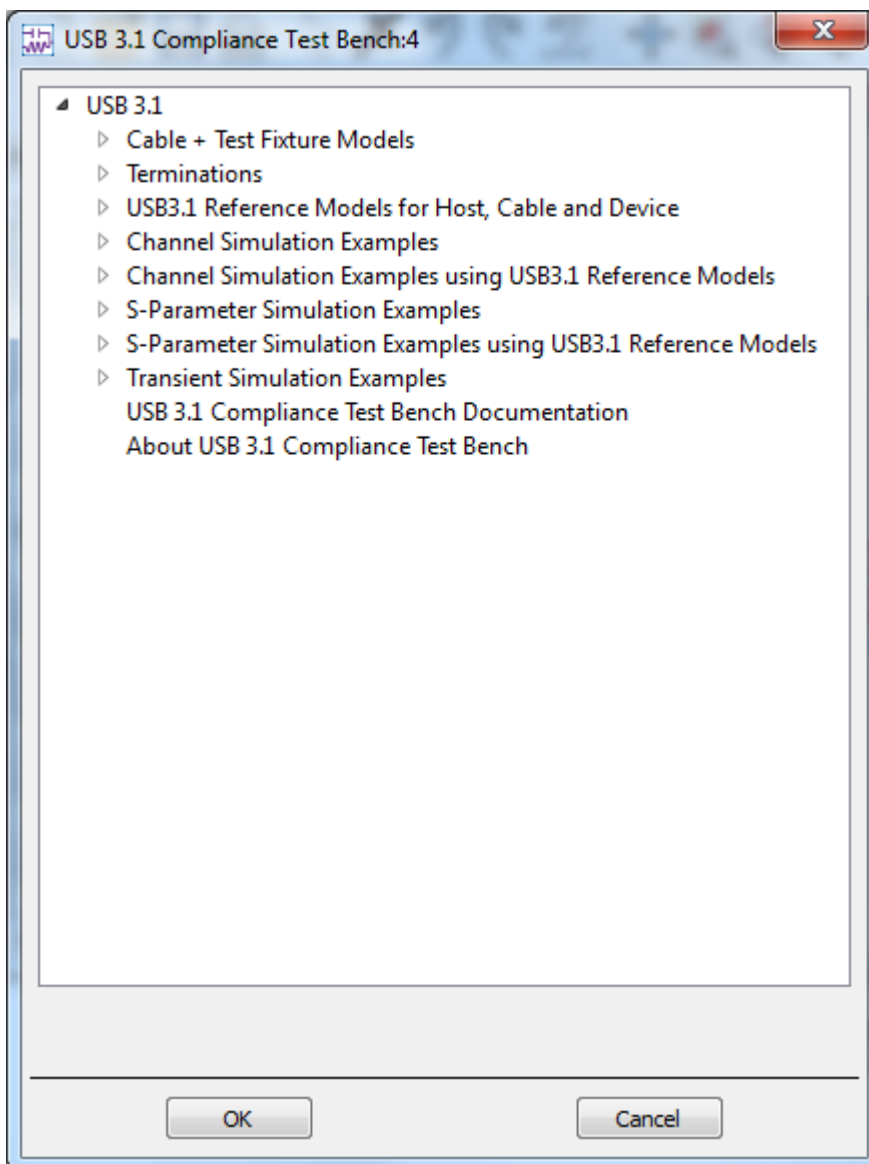 USB 3.1 Compliance Test Bench:4
USB 3.1
Cable + Test Fixture Models
Terminations
USB3.1 Reference Models for Host, Cable and Device
Channel Simulation Examples
Channel Simulation Examples using USB3.1 Reference Models
S-Parameter Simulation Examples
S-Parameter Simulation Examples using USB3.1 Reference Models
Transient Simulation Examples
USB 3.1 Compliance Test Bench Documentation
About USB 3.1 Compliance Test Bench
OK
Cancel